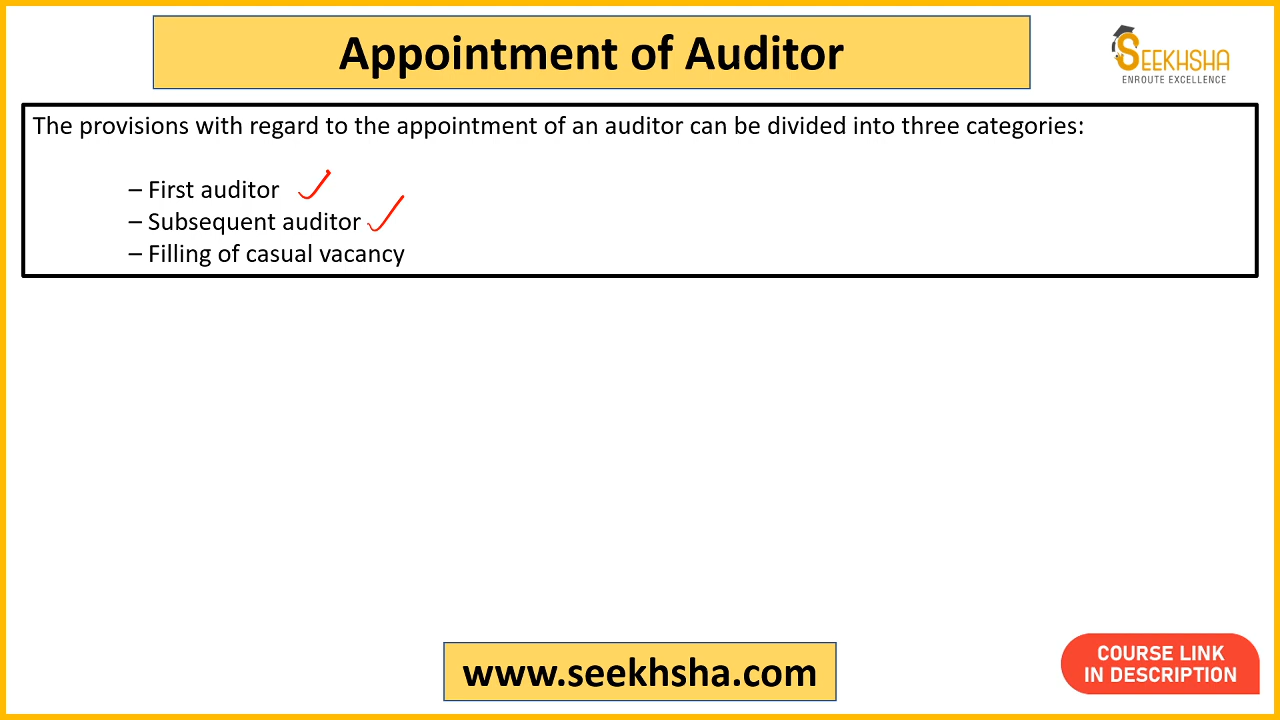 Appointment of Auditor
SEEKHSHA
ENROUTE EXCELLENCE
The provisions with regard to the appointment of an auditor can be divided into three categories:
– First auditor
– Subsequent auditor
– Filling of casual vacancy
www.seekhsha.com
COURSE LINK
IN DESCRIPTION